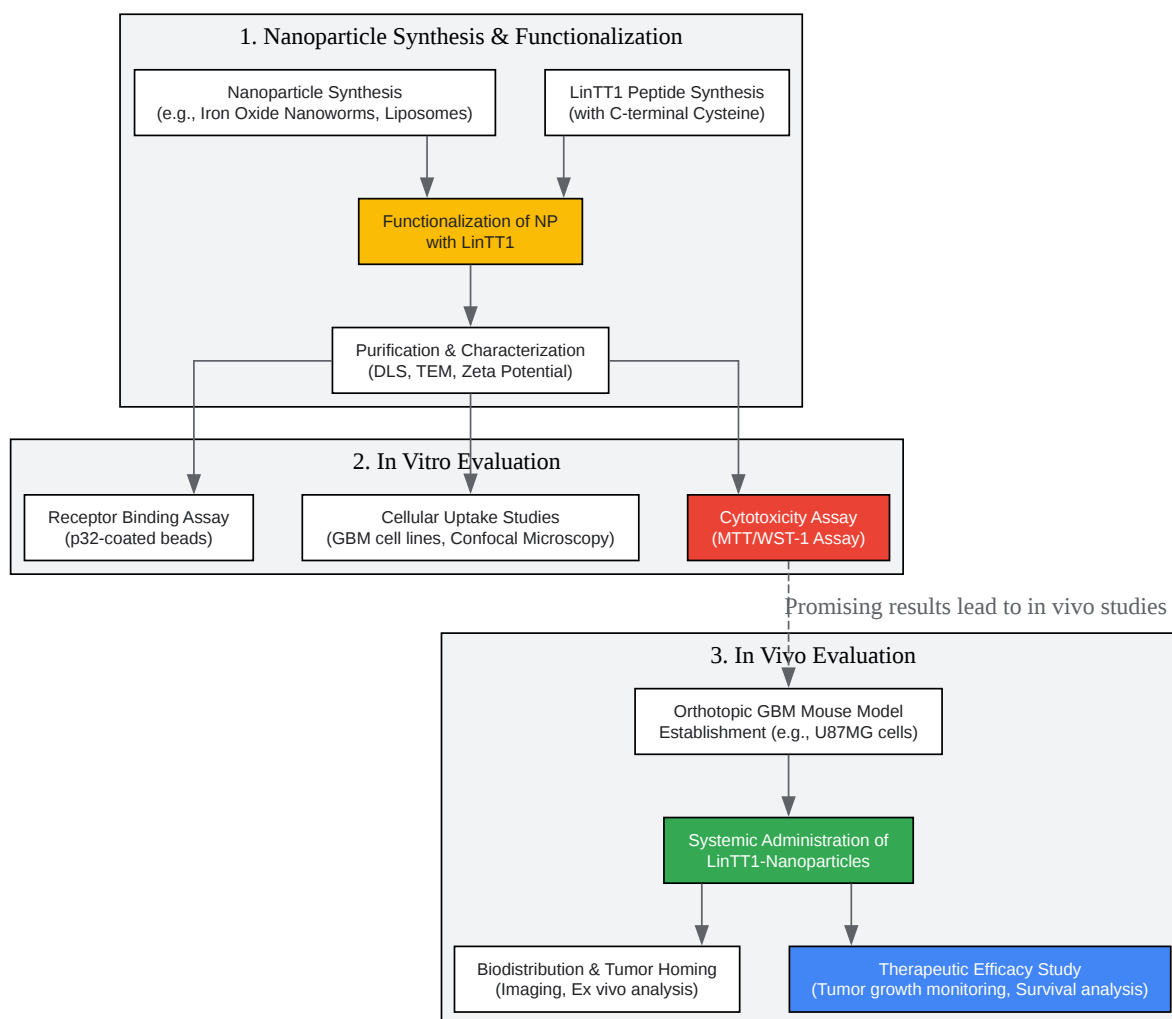 1. Nanoparticle Synthesis & Functionalization
Nanoparticle Synthesis
(e.g., Iron Oxide Nanoworms, Liposomes)
LinTT1 Peptide Synthesis
(with C-terminal Cysteine)
Functionalization of NP
with LinTT1
Purification & Characterization
(DLS, TEM, Zeta Potential)
2. In Vitro Evaluation
Receptor Binding Assay
(p32-coated beads)
Cellular Uptake Studies
(GBM cell lines, Confocal Microscopy)
Cytotoxicity Assay
(MTT/WST-1 Assay)
Promising results lead to in vivo studies
3. In Vivo Evaluation
Orthotopic GBM Mouse Model
Establishment (e.g., U87MG cells)
Systemic Administration of
LinTT1-Nanoparticles
Biodistribution & Tumor Homing
(Imaging, Ex vivo analysis)
Therapeutic Efficacy Study
(Tumor growth monitoring, Survival analysis)